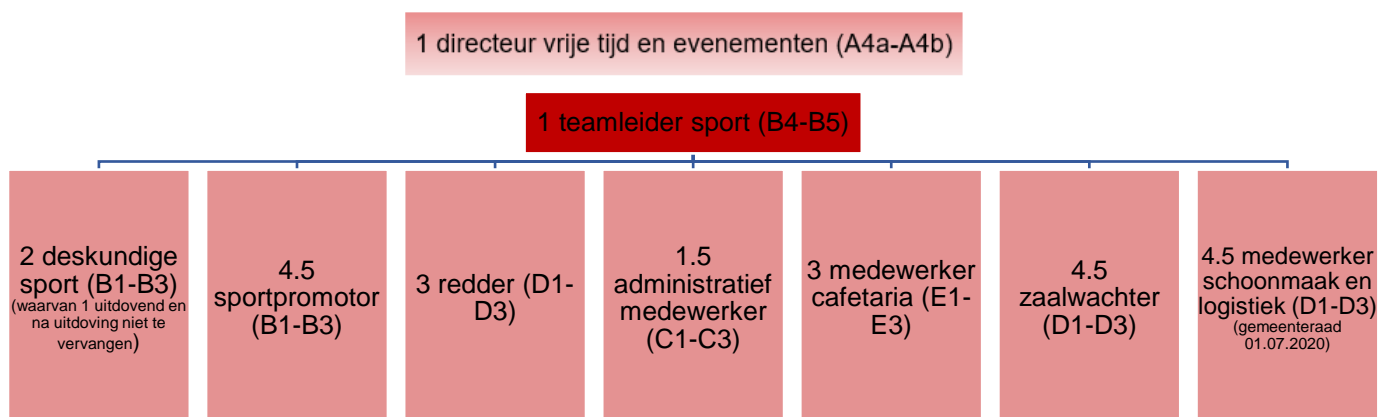 1 directeur vrije tijd en evenementen (A4a-A4b)
1 teamleider sport (B4-B5)
2 deskundige
sport (B1-B3)
(waarvan 1 uitdovend en
na uitdoving niet te
vervangen)
4.5
sportpromotor
(B1-B3)
3 redder (D1-
D3)
1.5
administratief
medewerker
(C1-C3)
3 medewerker
cafetaria (E1-
E3)
4.5
zaalwachter
(D1-D3)
4.5 medewerker
schoonmaak en
logistiek (D1-D3)
(gemeenteraad
01.07.2020)